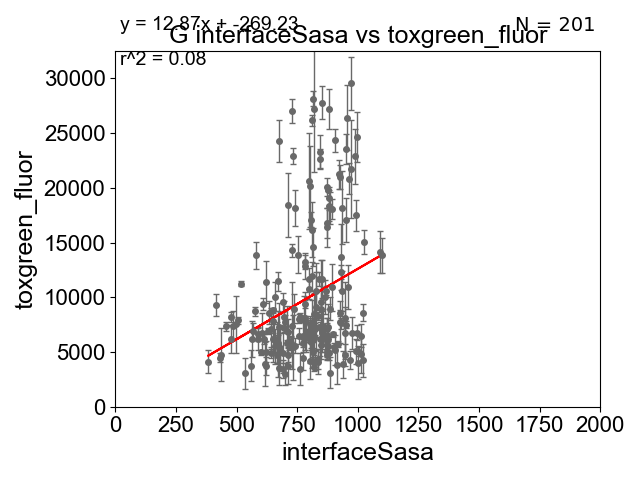 y = 12.87x + -269.23
N = 201
G interfaceSasa vs toxgreen_fluor
r^2 = 0.08
30000
25000
20000
15000
10000
5000
0
toxgreen_fluor
0 250 500 750 1000 1250 1500 1750 2000
interfaceSasa